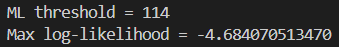 ML threshold = 114
Max log-likelihood = -4.684070513470